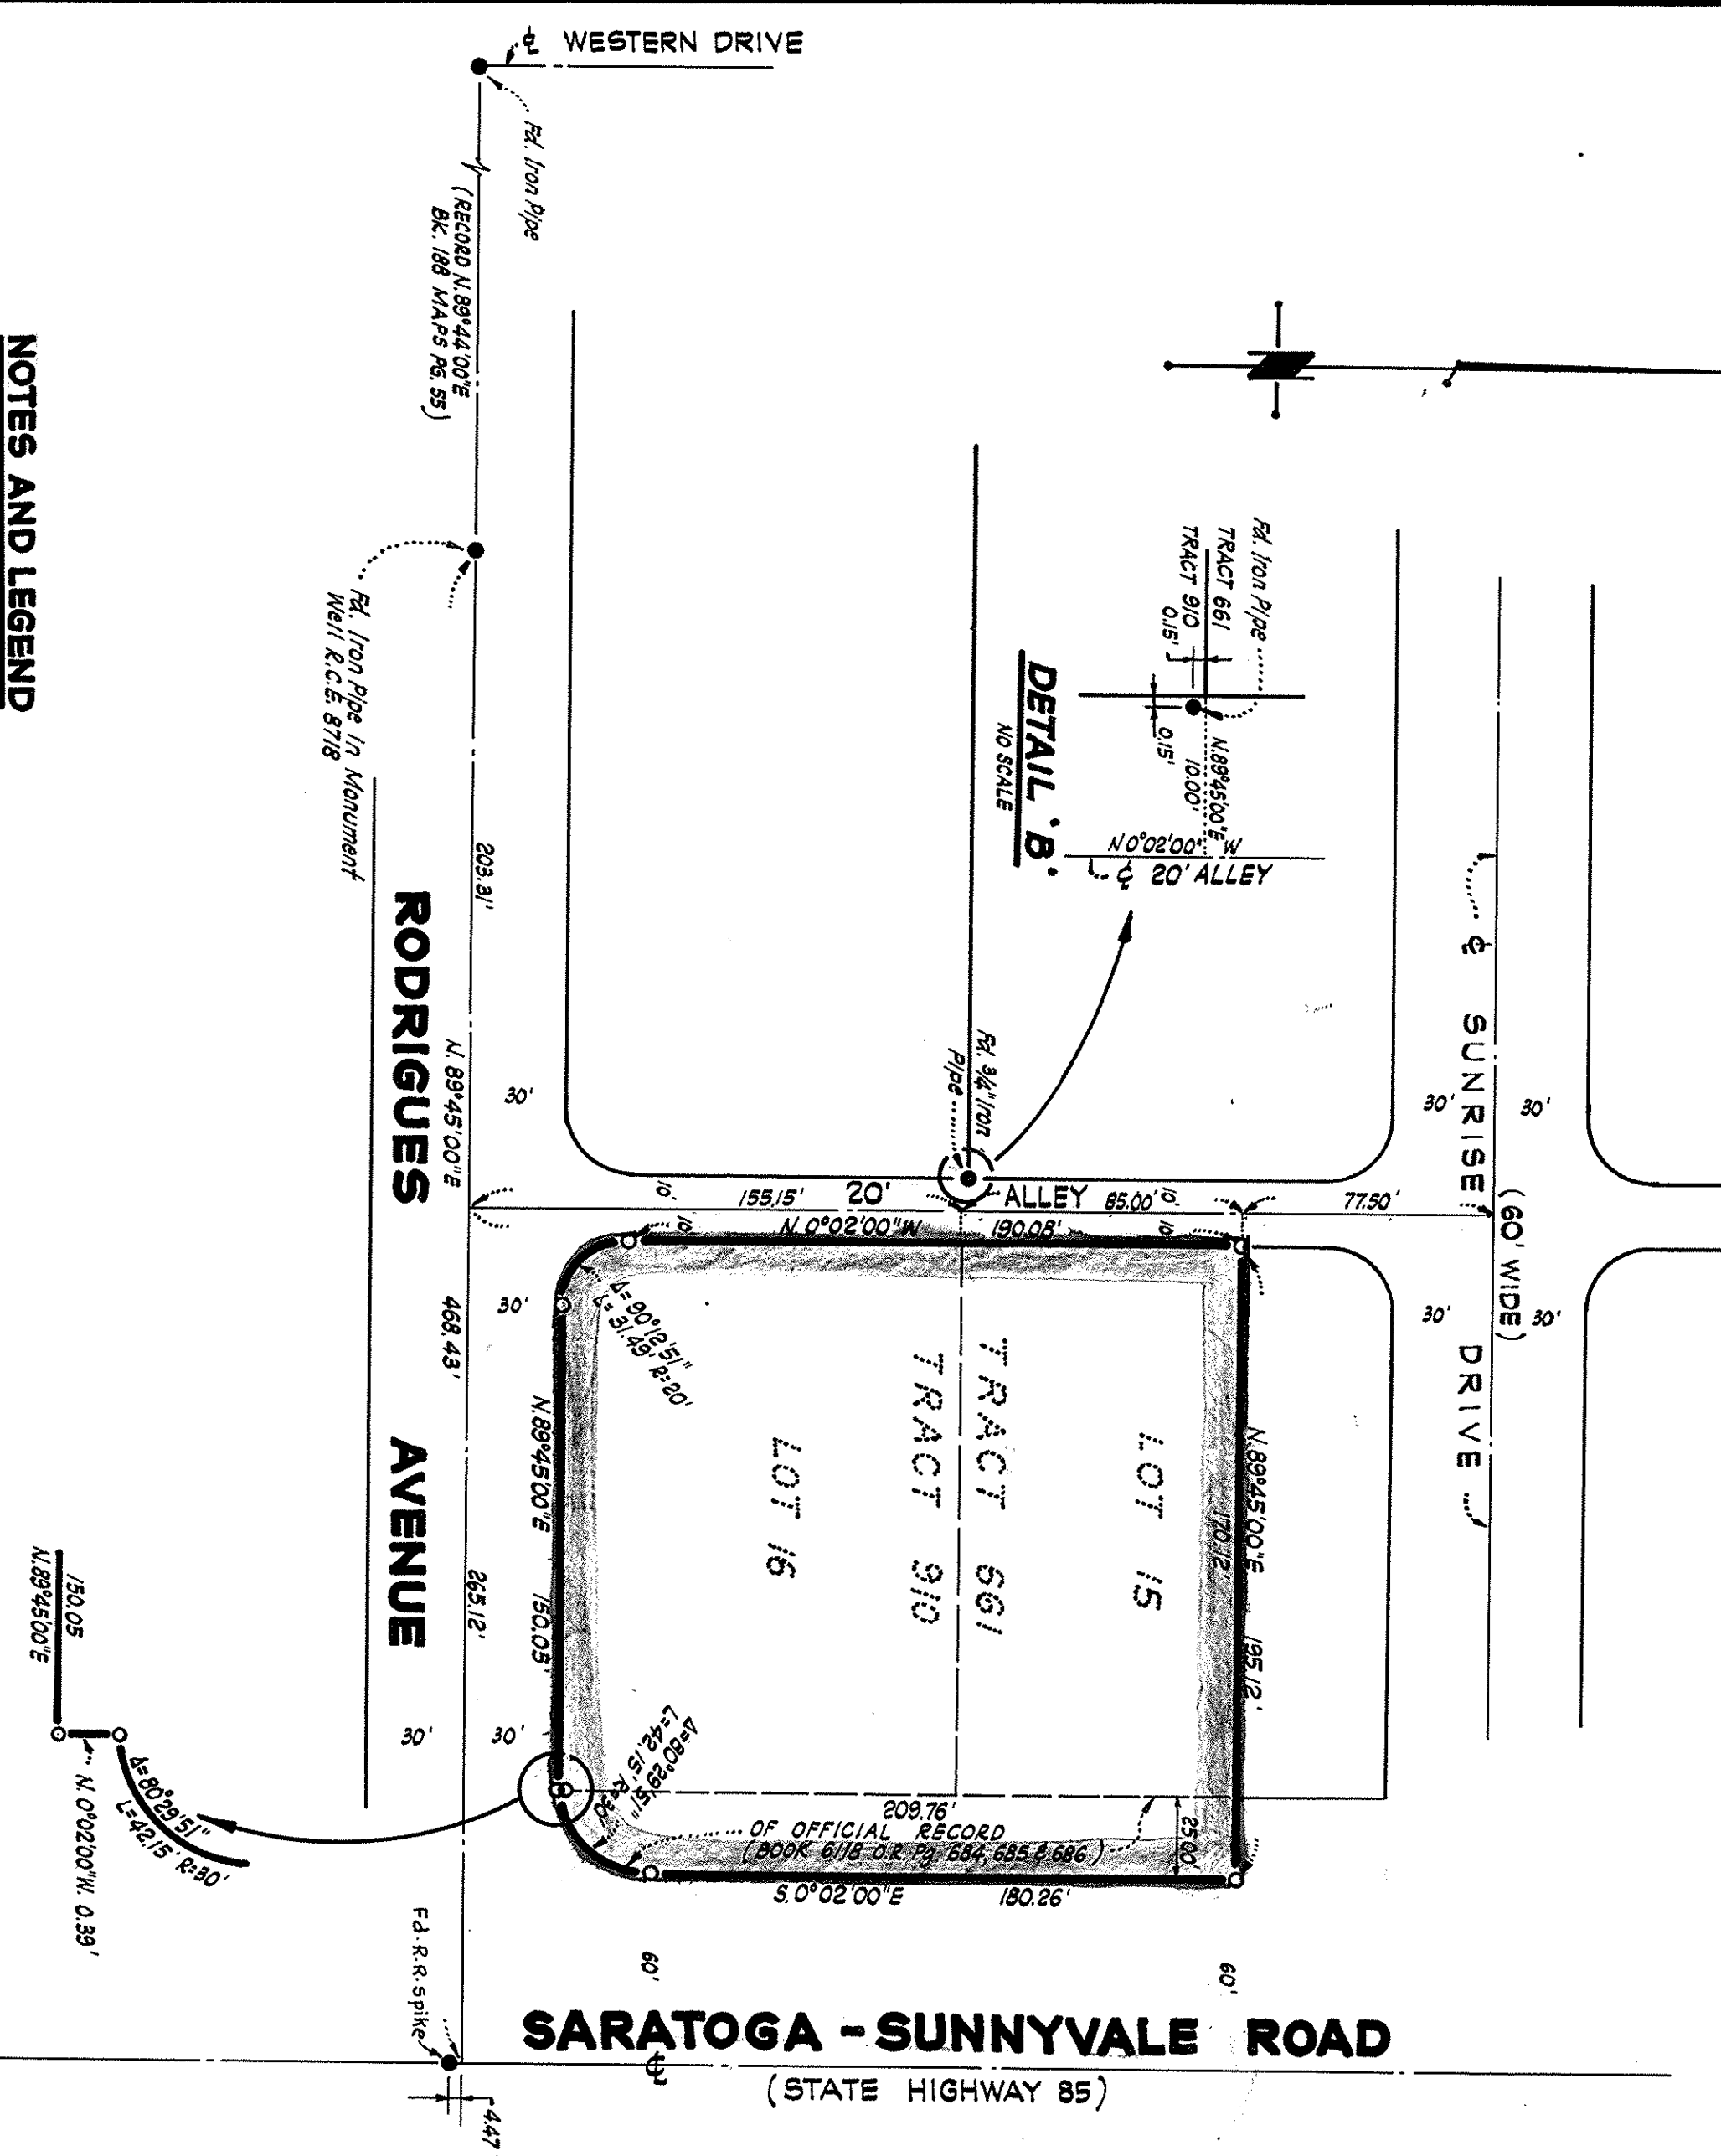 ℄ WESTERN DRIVE
Fd. Iron Pipe
(RECORD N.89°44'00"E
BK. 188 MAPS PG. 55)
NOTES AND LEGEND
Fd. Iron Pipe in Monument
Well R.C.E. 8718
203.31'
RODRIGUES AVENUE
N. 89°45'00"E
468.43'
265.12'
30'
30'
30'
30'
Fd. Iron Pipe
TRACT 661
TRACT 910
0.15'
0.15'
N.89°45'00"E
10.00'
N 0°02'00" W
℄ 20' ALLEY
DETAIL 'B'
NO SCALE
Fd. 3/4" Iron
Pipe
℄ SUNRISE DRIVE
(60' WIDE)
30'
30'
30'
30'
155.15'
20' ALLEY
85.00'
77.50'
10'
10'
10'
10'
N. 0°02'00"W
190.08'
Δ= 90°12'51"
L= 31.49' R=20'
N.89°45'00"E
150.05'
TRACT 661
TRACT 910
LOT 15
LOT 16
N.89°45'00"E
170.12'
195.12'
Δ=80°29'51"
L=42.15' R=30'
209.76'
25.00'
OF OFFICIAL RECORD
(BOOK 6118 O.R. Pg. 684, 685 & 686)
S. 0°02'00"E
180.26'
60'
60'
150.05
N.89°45'00"E
N. 0°02'00"W. 0.39'
Δ=80°29'51"
L=42.15' R=30'
Fd. R.R. spike
SARATOGA - SUNNYVALE ROAD
℄
(STATE HIGHWAY 85)
4.47